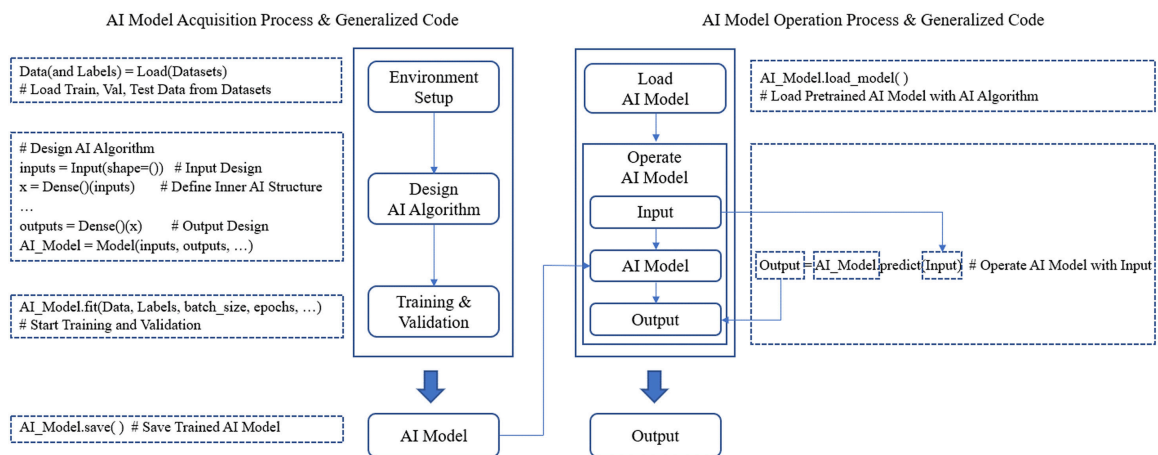 AI Model Acquisition Process & Generalized Code
Data(and Labels) = Load(Datasets)
# Load Train, Val, Test Data from Datasets
# Design AI Algorithm
inputs = Input(shape=()) # Input Design
x = Dense()(inputs) # Define Inner AI Structure
...
outputs = Dense()(x) # Output Design
AI_Model = Model(inputs, outputs, …)
AI_Model.fit(Data, Labels, batch_size, epochs, …)
# Start Training and Validation
AI_Model.save( ) # Save Trained AI Model
Environment
Setup
Design
AI Algorithm
Training &
Validation
AI Model
AI Model Operation Process & Generalized Code
Load
AI Model
Operate
AI Model
Input
AI Model
Output
Output
AI_Model.load_model( )
# Load Pretrained AI Model with AI Algorithm
Output = AI_Model.predict(Input) # Operate AI Model with Input